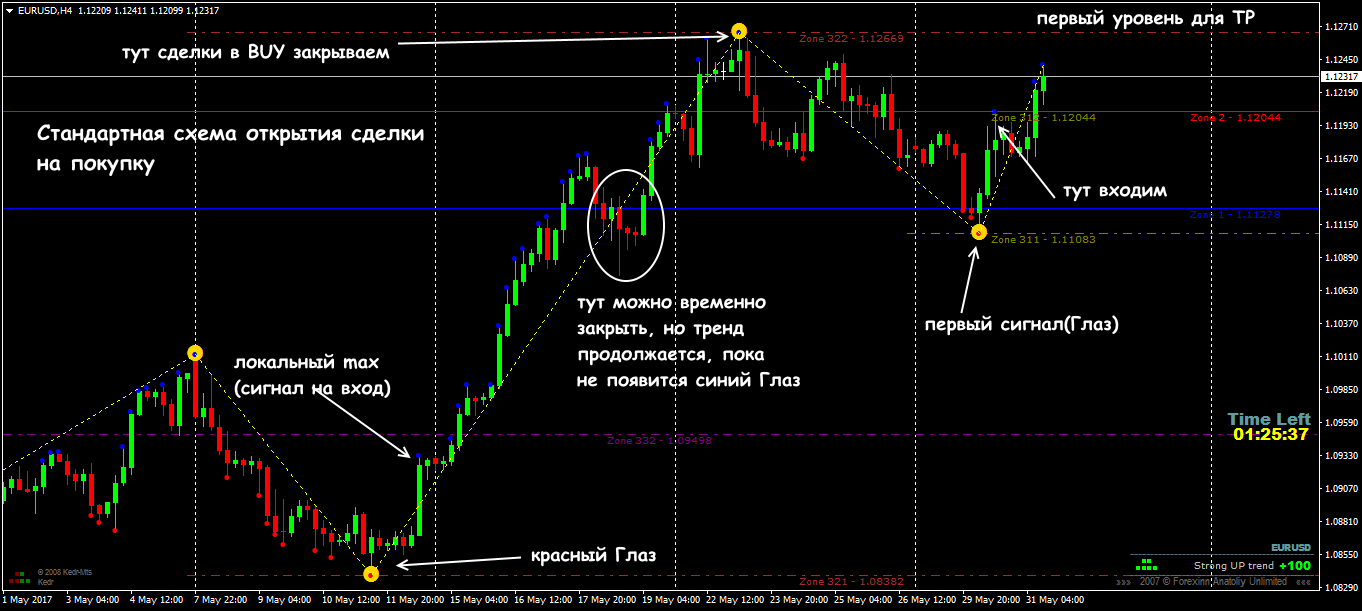 EURUSD,H4 1.12209 1.12411 1.12099 1.12317
первый уровень для TP
1.12710
тут сделки в BUY закрываем
Zone 322 - 1.12669
1.12450
1.12317
1.12190
Zone 312 - 1.12044
Zone 2 - 1.12044
Стандартная схема открытия сделки
на покупку
1.11930
1.11670
тут входим
1.11410
Zone 1 - 1.11278
1.11150
Zone 311 - 1.11083
1.10890
1.10630
тут можно временно
закрыть, но тренд
продолжается, пока
не появится синий Глаз
первый сигнал(Глаз)
1.10370
1.10110
локальный max
(сигнал на вход)
1.09850
Time Left
01:25:37
1.09590
Zone 332 - 1.09498
1.09330
1.09070
1.08810
красный Глаз
EURUSD
1.08550
Strong UP trend +100
© 2008 Kedr-Mts
Kedr
Zone 321 - 1.08382
»»» 2007 © Forexinn Anatoliy Unlimited «««
1.08290
1 May 2017 3 May 04:00 4 May 12:00 7 May 22:00 9 May 04:00 10 May 12:00 11 May 20:00 15 May 04:00 16 May 12:00 17 May 20:00 19 May 04:00 22 May 12:00 23 May 20:00 25 May 04:00 26 May 12:00 29 May 20:00 31 May 04:00